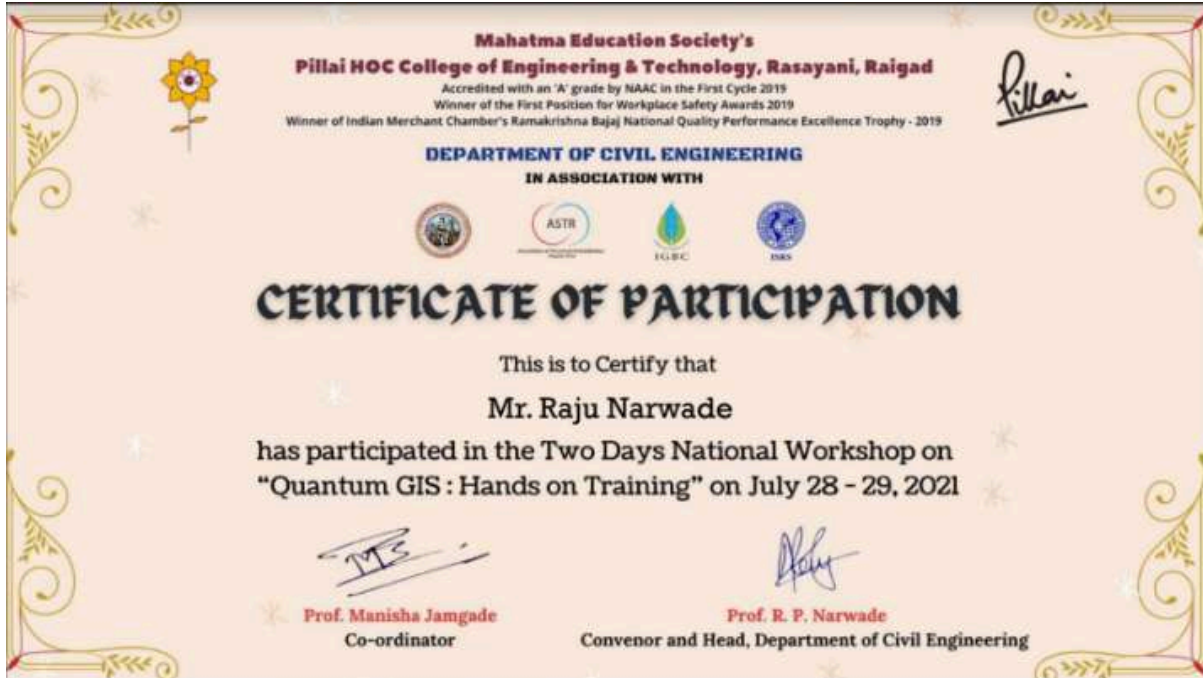 Mahatma Education Society's
Pillai HOC College of Engineering & Technology, Rasayani, Raigad
Accredited with an 'A' grade by NAAC in the First Cycle 2019
Winner of the First Position for Workplace Safety Awards 2019
Winner of Indian Merchant Chamber's Ramakrishna Bajaj National Quality Performance Excellence Trophy - 2019
Pillai
DEPARTMENT OF CIVIL ENGINEERING
IN ASSOCIATION WITH
ASTR
IGBC
ISRS
CERTIFICATE OF PARTICIPATION
This is to Certify that
Mr. Raju Narwade
has participated in the Two Days National Workshop on
“Quantum GIS : Hands on Training” on July 28 - 29, 2021
Prof. Manisha Jamgade
Prof. R. P. Narwade
Co-ordinator
Convenor and Head, Department of Civil Engineering